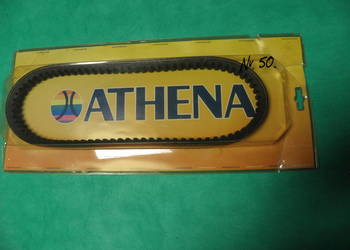 Nr. 50.
ATHENA